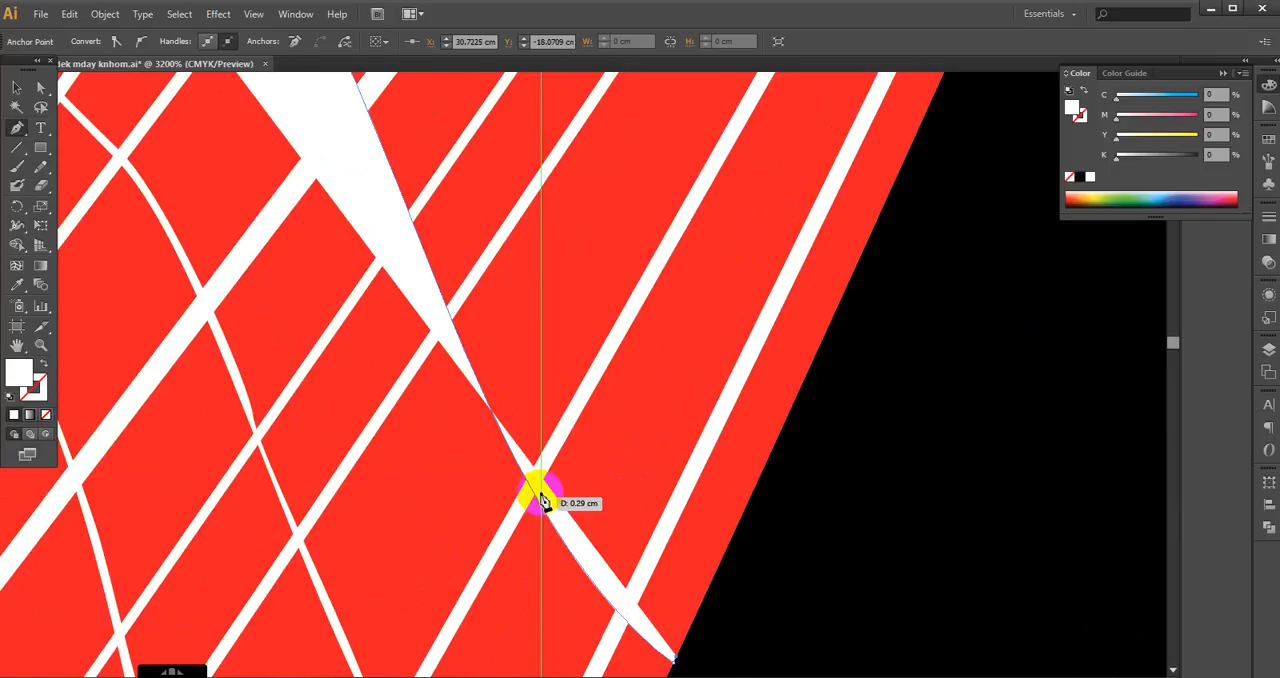 Ai File Edit Object Type Select Effect View Window Help Br Essentials
Anchor Point Convert: Handles: Anchors: X: 30.7225 cm Y: -18.0709 cm W: 0 cm H: 0 cm
dek mday knhom.ai* @ 3200% (CMYK/Preview) ×
Color Color Guide
C 0 %
M 0 %
Y 0 %
K 0 %
D: 0.29 cm